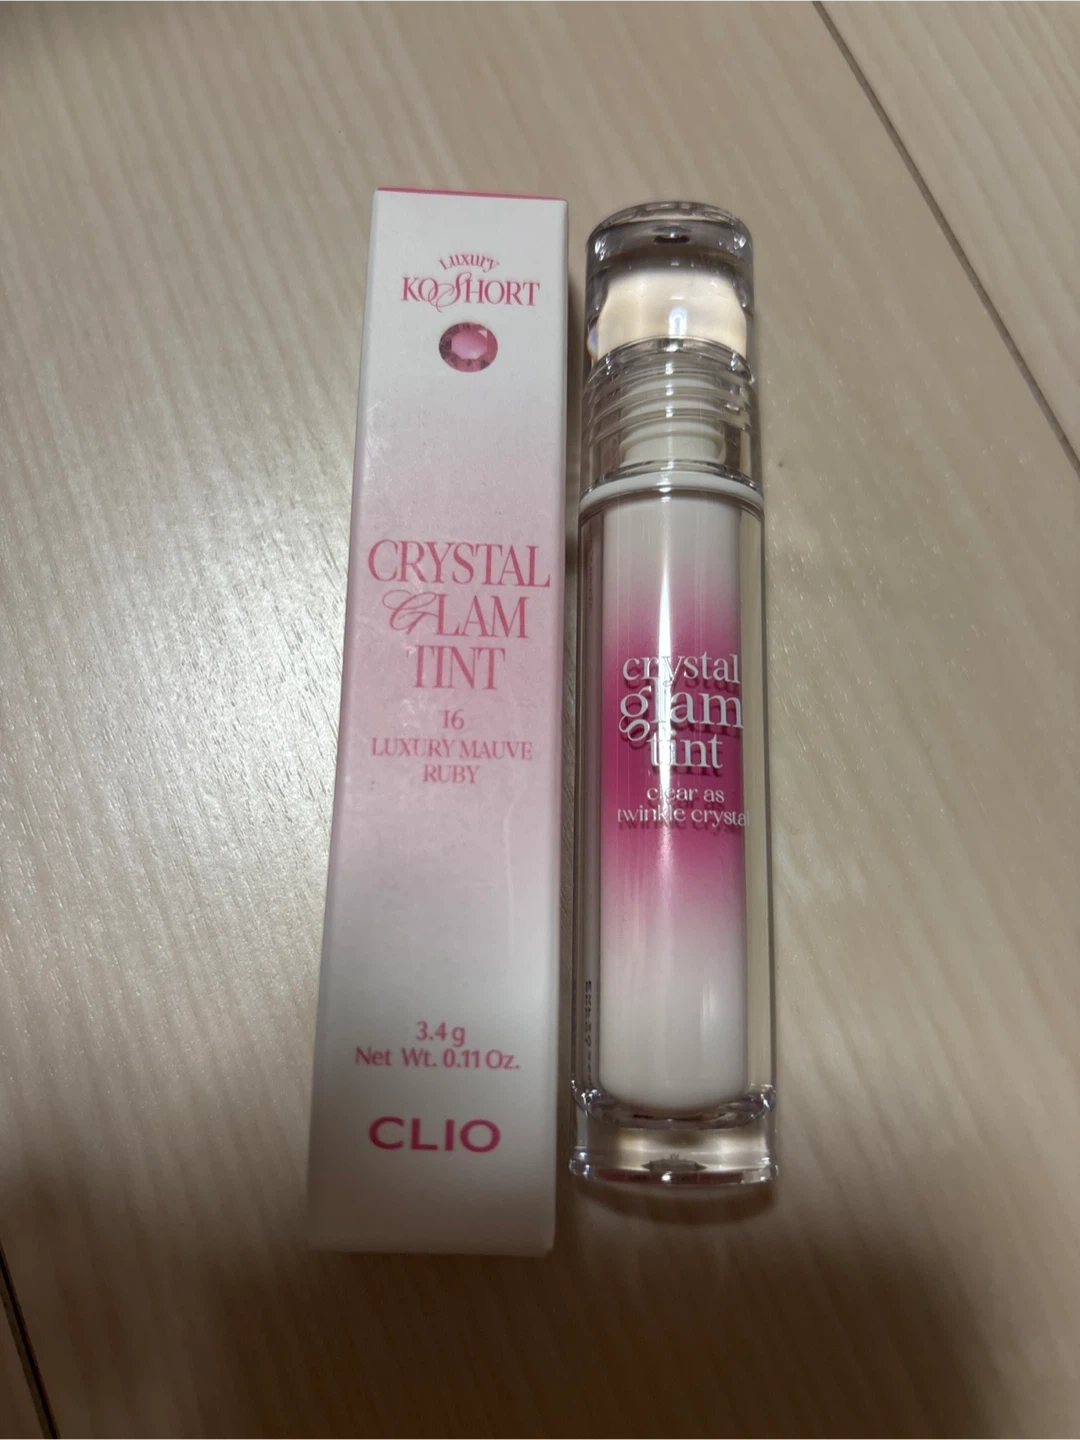 Luxury
KOSHORT
CRYSTAL
GLAM
TINT
16
LUXURY MAUVE
RUBY
3.4 g
Net Wt. 0.11 Oz.
CLIO
crystal
glam
tint
clear as
twinkle crystal